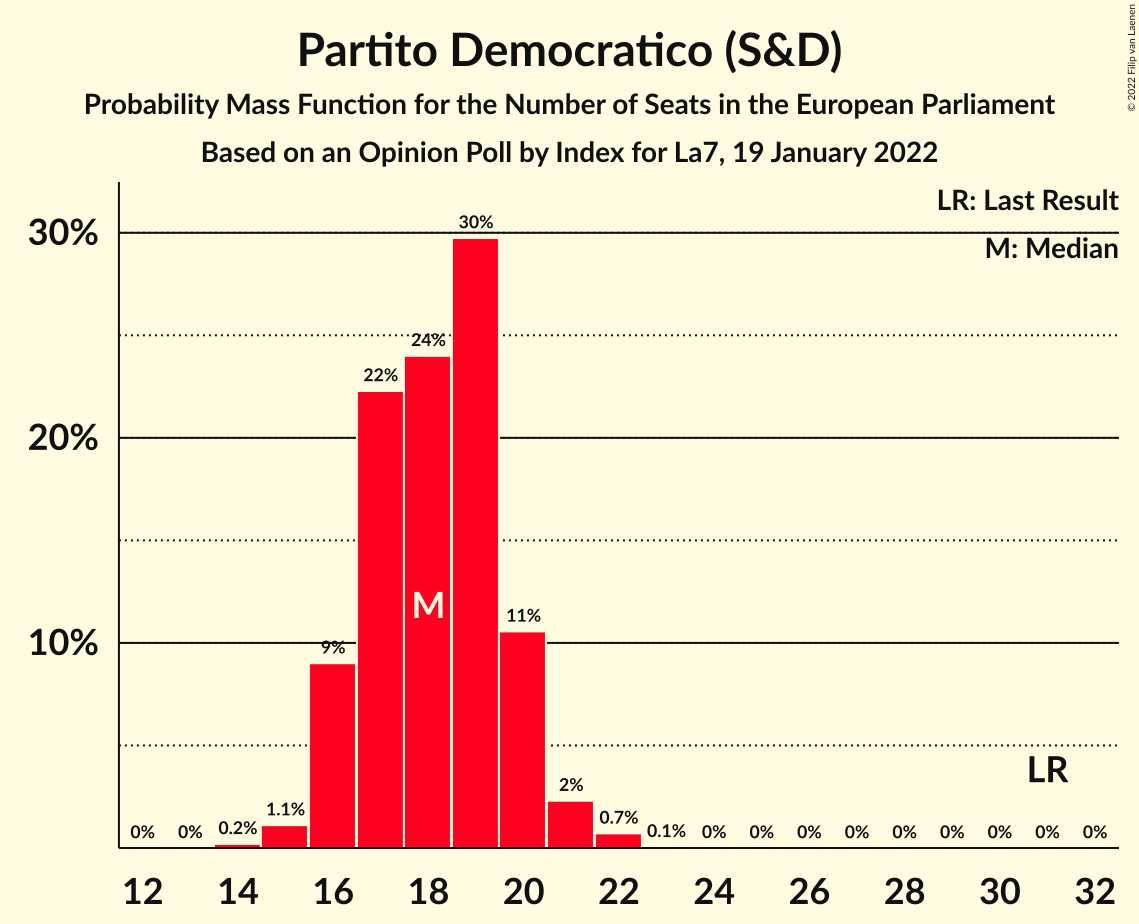 Partito Democratico (S&D)
Probability Mass Function for the Number of Seats in the European Parliament
Based on an Opinion Poll by Index for La7, 19 January 2022
© 2022 Filip van Laenen
LR: Last Result
M: Median
30%
20%
10%
0%
0%
0.2%
1.1%
9%
22%
24%
30%
11%
2%
0.7%
0.1%
0%
0%
0%
0%
0%
0%
0%
0%
0%
M
LR
12 14 16 18 20 22 24 26 28 30 32